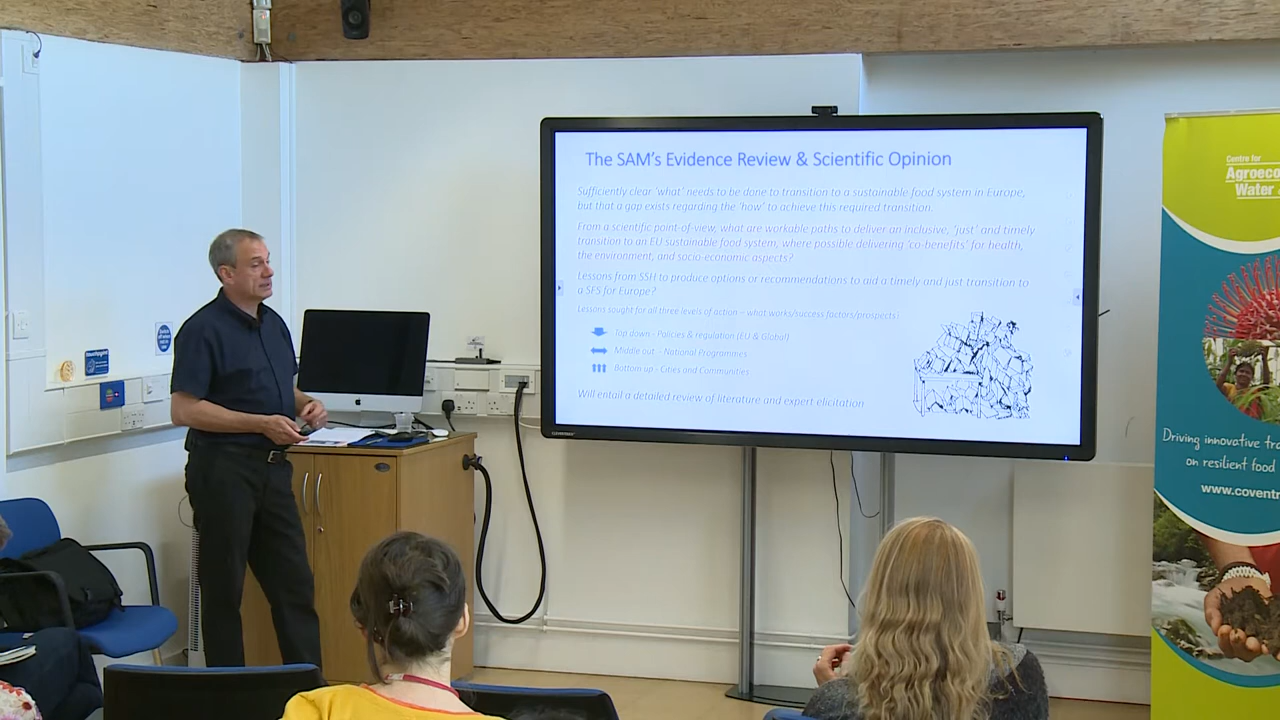 The SAM's Evidence Review & Scientific Opinion
Sufficiently clear 'what' needs to be done to transition to a sustainable food system in Europe,
but that a gap exists regarding the 'how' to achieve this required transition.
From a scientific point-of-view, what are workable paths to deliver an inclusive, 'just' and timely
transition to an EU sustainable food system, where possible delivering 'co-benefits' for health,
the environment, and socio-economic aspects?
Lessons from SSH to produce options or recommendations to aid a timely and just transition to
a SFS for Europe?
Lessons sought for all three levels of action – what works/success factors/prospects:
Top down - Policies & regulation (EU & Global)
Middle out - National Programmes
Bottom up - Cities and Communities
Will entail a detailed review of literature and expert elicitation
Centre for
Agroeco
Water
Driving innovative tra
on resilient food
www.covent